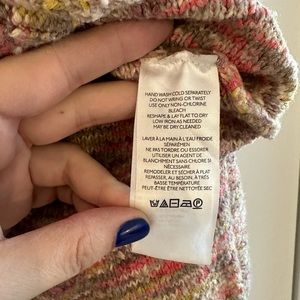 HAND WASH COLD SEPARATELY
DO NOT WRING OR TWIST
USE ONLY NON-CHLORINE
BLEACH
RESHAPE & LAY FLAT TO DRY
LOW IRON AS NEEDED
MAY BE DRY CLEANED
LAVER À LA MAIN À L'EAU FROIDE
SÉPARÉMEN
NE PAS TORDRE OU ESSORER
UTILISER UN AGENT DE
BLANCHIMENT SANS CHLORE SI
NÉCESSAIRE
REMODELER ET SÉCHER À PLAT
REPASSER, AU BESOIN, À TRÈS
BASSE TEMPÉRATURE
PEUT-ÊTRE ÊTRE NETTOYÉ SEC